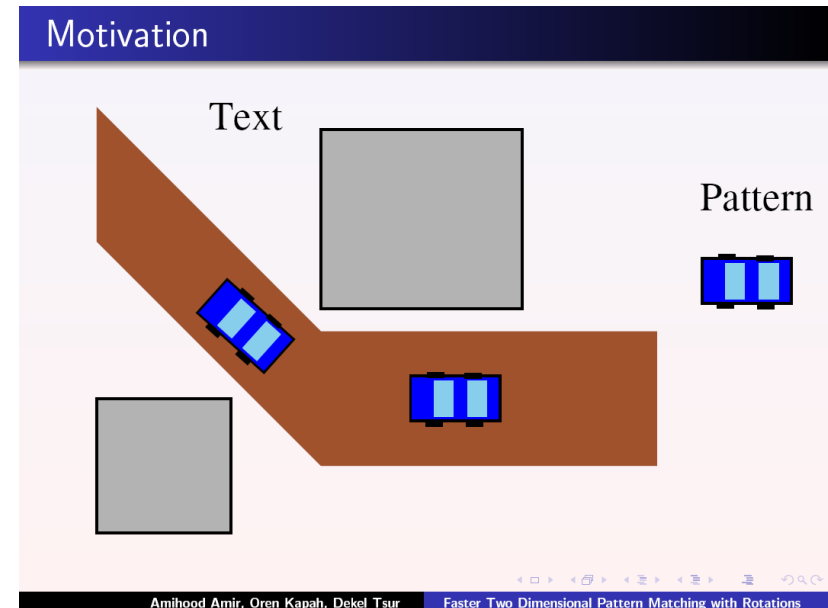 Motivation
Text
Pattern
Amihood Amir, Oren Kapah, Dekel Tsur
Faster Two Dimensional Pattern Matching with Rotations